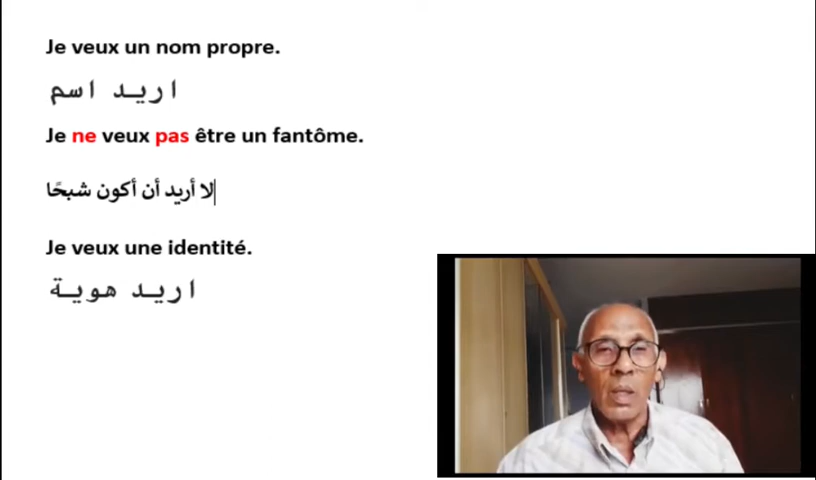 Je veux un nom propre.
اريد اسم
Je ne veux pas être un fantôme.
لا أريد أن أكون شبحًا
Je veux une identité.
اريد هوية